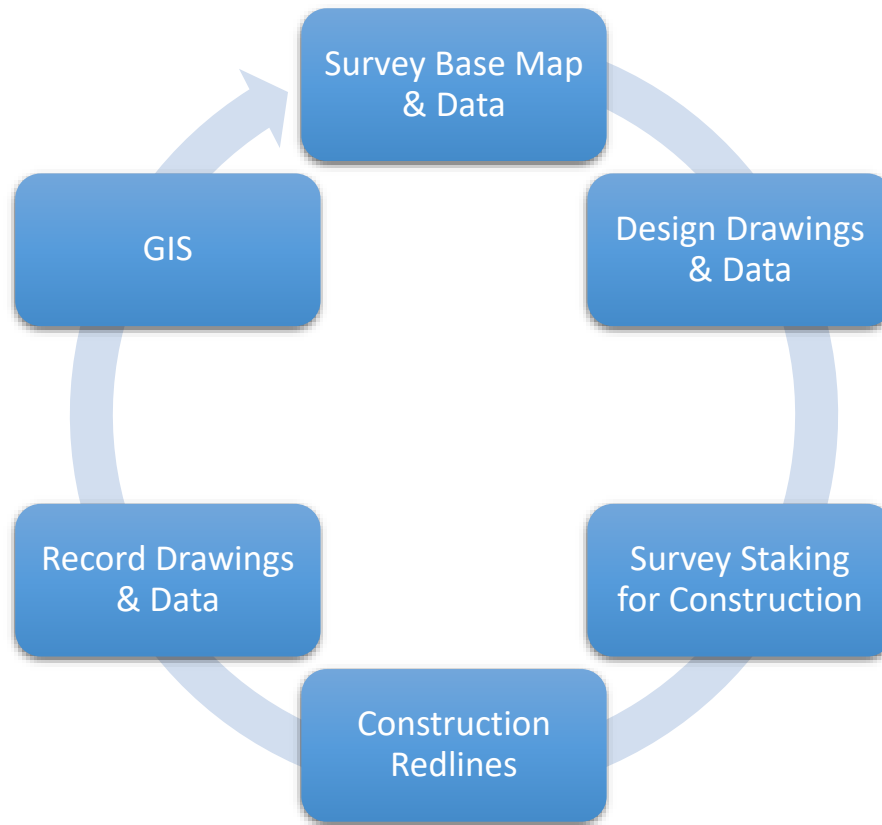 Survey Base Map
& Data
Design Drawings
& Data
Survey Staking
for Construction
Construction
Redlines
Record Drawings
& Data
GIS